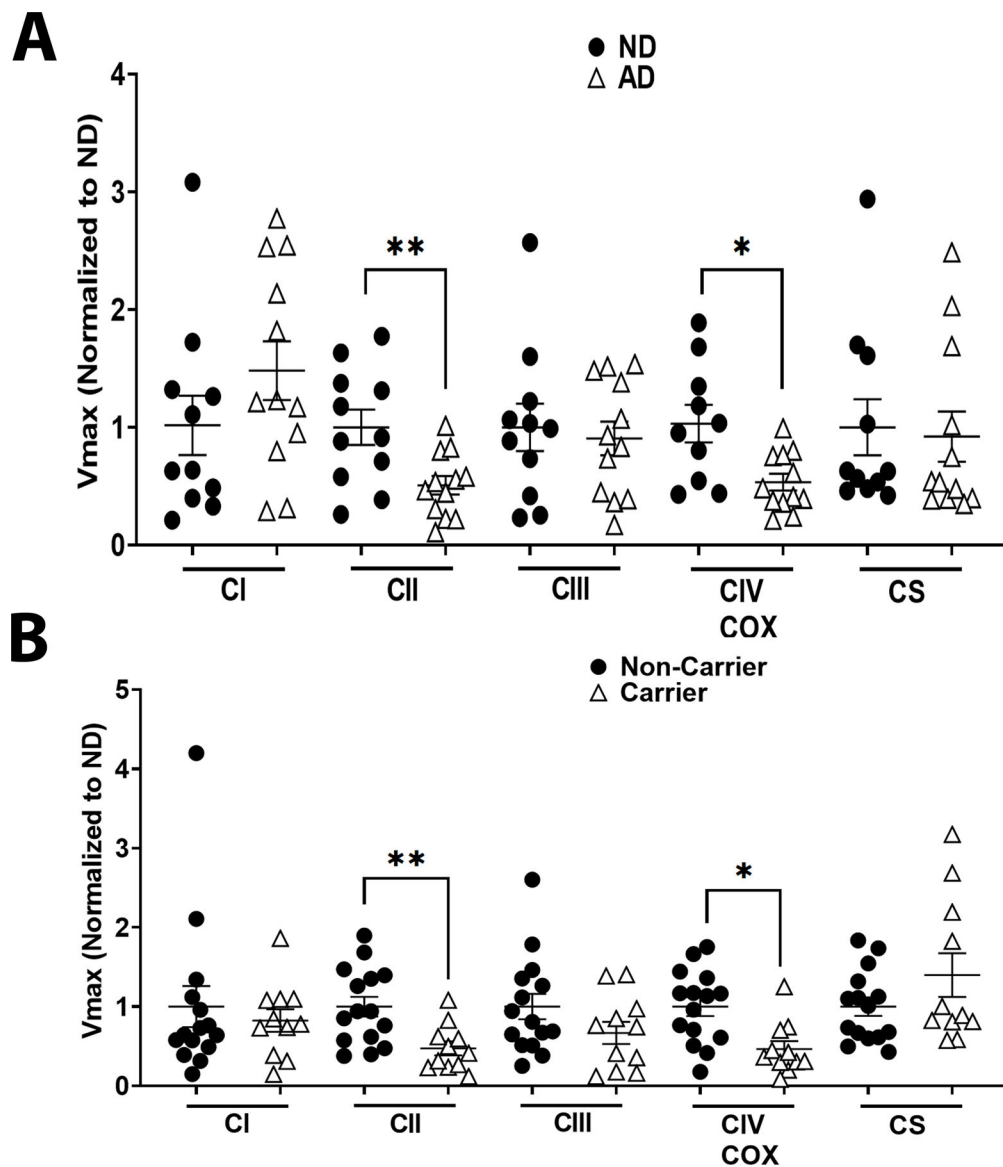 A
ND
AD
Vmax (Normalized to ND)
4
3
2
1
0
**
*
CI
CII
CIII
CIV
COX
CS
B
Non-Carrier
Carrier
Vmax (Normalized to ND)
5
4
3
2
1
0
**
*
CI
CII
CIII
CIV
COX
CS